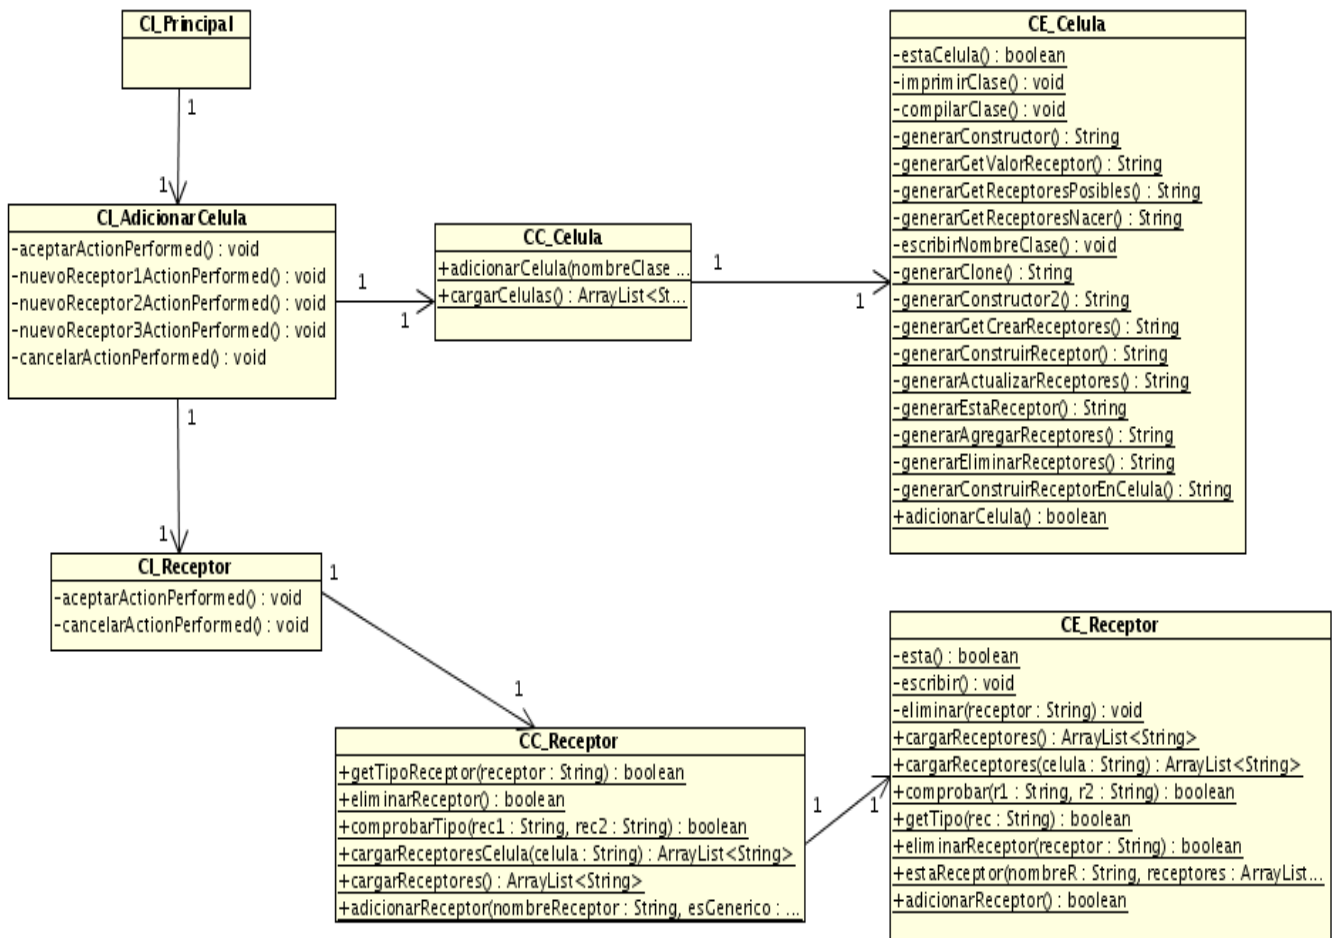 CI_Principal
1
1
CI_AdicionarCelula
-aceptarActionPerformed() : void
-nuevoReceptor1ActionPerformed() : void
-nuevoReceptor2ActionPerformed() : void
-nuevoReceptor3ActionPerformed() : void
-cancelarActionPerformed() : void
1
1
CC_Celula
+adicionarCelula(nombreClase ...
+cargarCelulas() : ArrayList<St...
1
1
CE_Celula
-estaCelula() : boolean
-imprimirClase() : void
-compilarClase() : void
-generarConstructor() : String
-generarGetValorReceptor() : String
-generarGetReceptoresPosibles() : String
-generarGetReceptoresNacer() : String
-escribirNombreClase() : void
-generarClone() : String
-generarConstructor2() : String
-generarGetCrearReceptores() : String
-generarConstruirReceptor() : String
-generarActualizarReceptores() : String
-generarEstaReceptor() : String
-generarAgregarReceptores() : String
-generarEliminarReceptores() : String
-generarConstruirReceptorEnCelula() : String
+adicionarCelula() : boolean
1
1
CI_Receptor
-aceptarActionPerformed() : void
-cancelarActionPerformed() : void
1
1
CC_Receptor
+getTipoReceptor(receptor : String) : boolean
+eliminarReceptor() : boolean
+comprobarTipo(rec1 : String, rec2 : String) : boolean
+cargarReceptoresCelula(celula : String) : ArrayList<String>
+cargarReceptores() : ArrayList<String>
+adicionarReceptor(nombreReceptor : String, esGenerico : ...
1
1
CE_Receptor
-esta() : boolean
-escribir() : void
-eliminar(receptor : String) : void
+cargarReceptores() : ArrayList<String>
+cargarReceptores(celula : String) : ArrayList<String>
+comprobar(r1 : String, r2 : String) : boolean
+getTipo(rec : String) : boolean
+eliminarReceptor(receptor : String) : boolean
+estaReceptor(nombreR : String, receptores : ArrayList...
+adicionarReceptor() : boolean